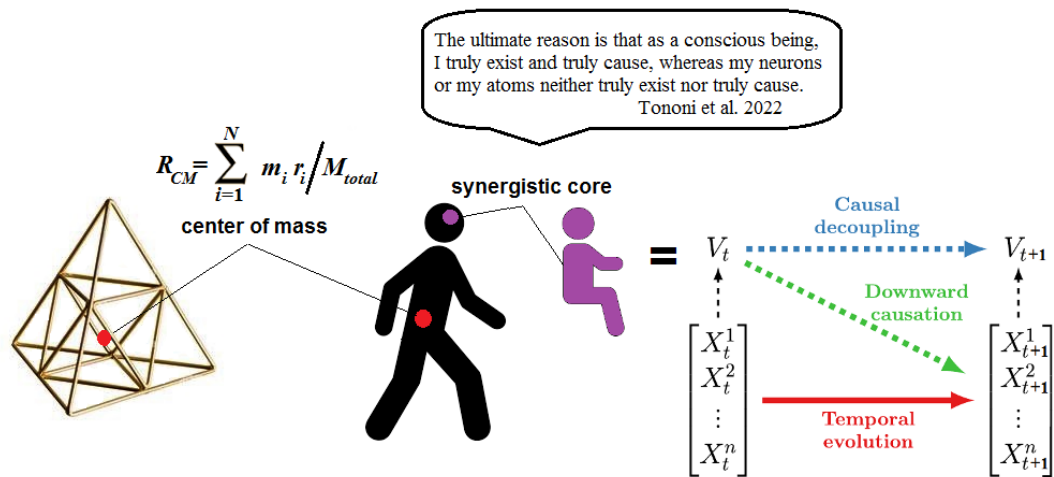 The ultimate reason is that as a conscious being,
I truly exist and truly cause, whereas my neurons
or my atoms neither truly exist nor truly cause.
Tononi et al. 2022
R_CM = ∑_{i=1}^{N} m_i r_i / M_total
center of mass
synergistic core
=
Causal
decoupling
V_t
V_{t+1}
Downward
causation
X_t^1
X_t^2
⋮
X_t^n
X_{t+1}^1
X_{t+1}^2
⋮
X_{t+1}^n
Temporal
evolution